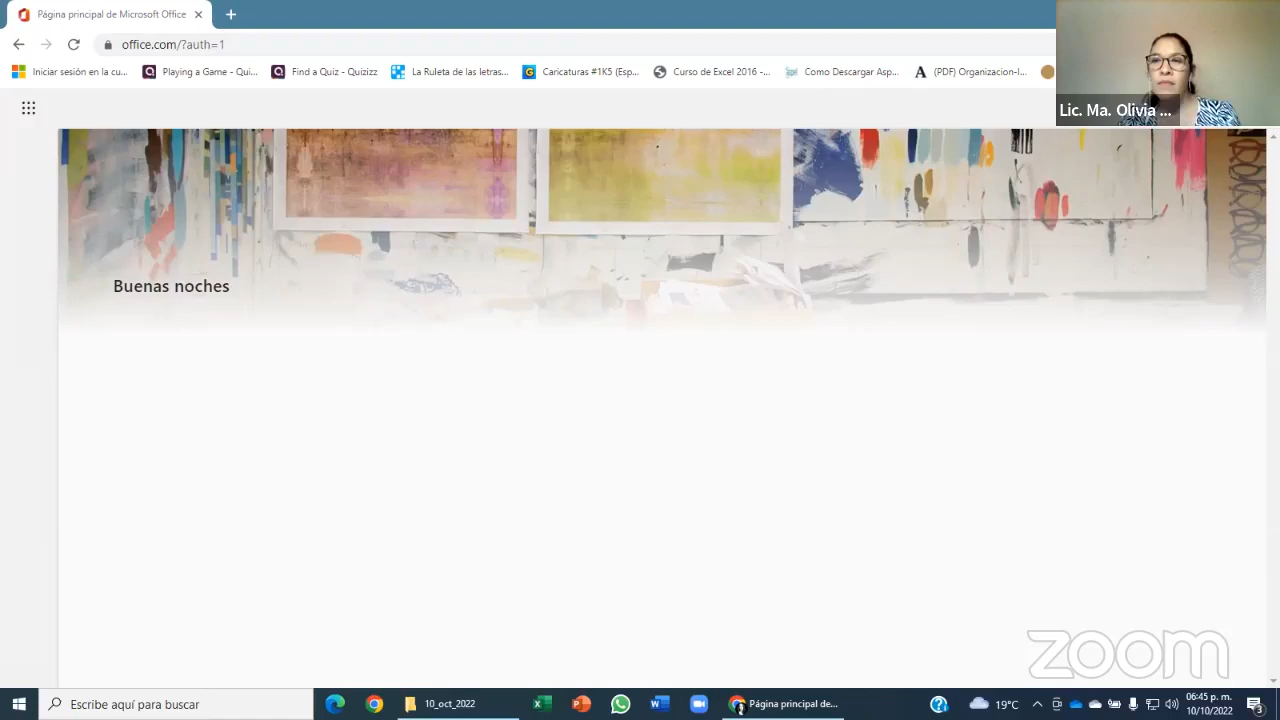 Página principal de Microsoft Office
office.com/?auth=1
Iniciar sesión en la cu... Playing a Game - Qui... Find a Quiz - Quizizz La Ruleta de las letras... Caricaturas #1K5 (Esp... Curso de Excel 2016 -... Como Descargar Asp... (PDF) Organizacion-I...
Lic. Ma. Olivia ...
Buenas noches
zoom
Escribe aquí para buscar
10_oct_2022
Página principal de...
19°C
06:45 p. m.
10/10/2022
3